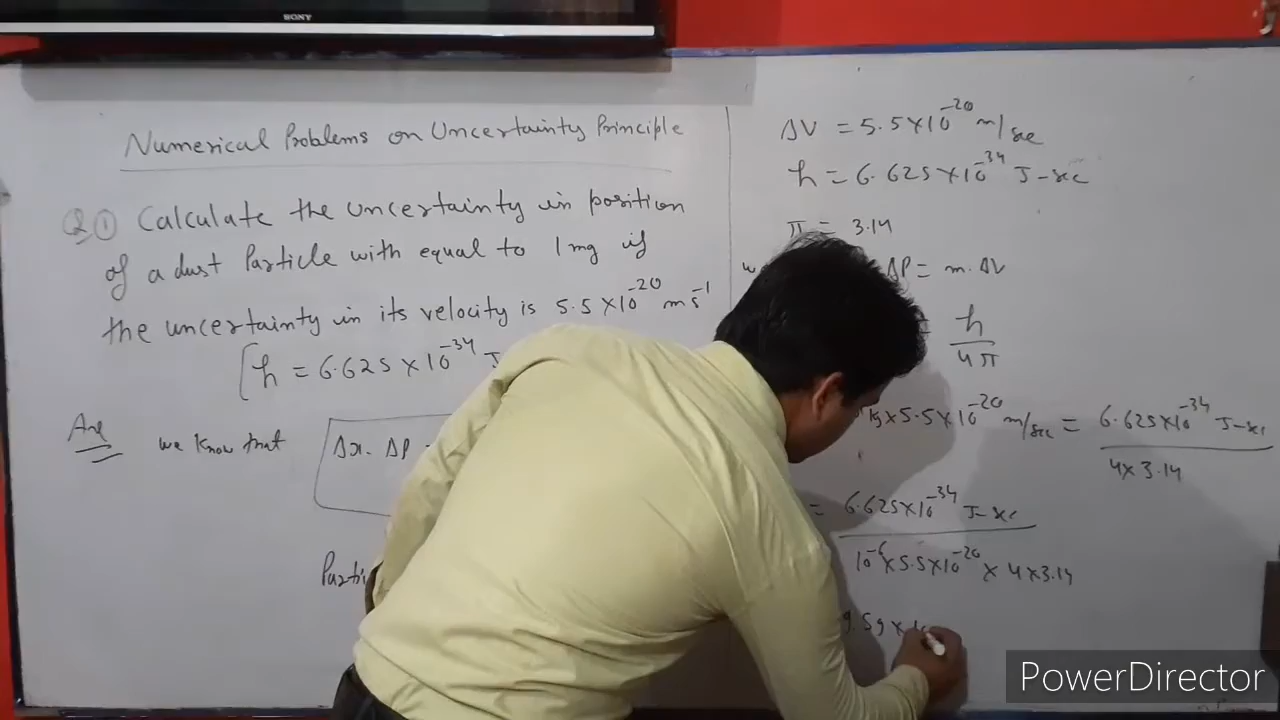 SONY
Numerical Problems on Uncertainty Principle
Q ① Calculate the uncertainty in position
of a dust Particle with equal to 1 mg if
the uncertainty in its velocity is 5.5 × 10⁻²⁰ m s⁻¹
[h = 6.625 × 10⁻³⁴ J
Ans we know that Δx. ΔP
ΔV = 5.5×10⁻²⁰ m/sec
h = 6.625×10⁻³⁴ J-sec
π = 3.14
ΔP = m.ΔV
h
4π
kg × 5.5×10⁻²⁰ m/sec = 6.625×10⁻³⁴ J-sec
4×3.14
= 6.625×10⁻³⁴ J-sec
10⁻⁶ × 5.5×10⁻²⁰ × 4×3.14
9.59 ×
PowerDirector